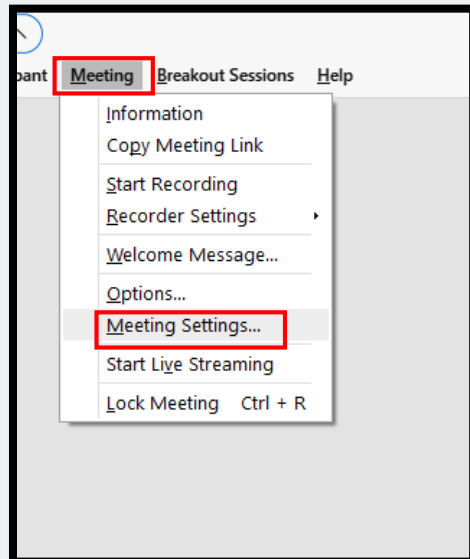 pant Meeting Breakout Sessions Help
Information
Copy Meeting Link
Start Recording
Recorder Settings
Welcome Message...
Options...
Meeting Settings...
Start Live Streaming
Lock Meeting Ctrl + R